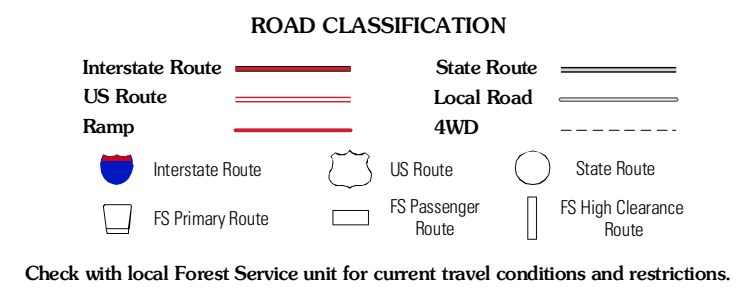 ROAD CLASSIFICATION
Interstate Route
State Route
US Route
Local Road
Ramp
4WD
Interstate Route
US Route
State Route
FS Primary Route
FS Passenger
Route
FS High Clearance
Route
Check with local Forest Service unit for current travel conditions and restrictions.